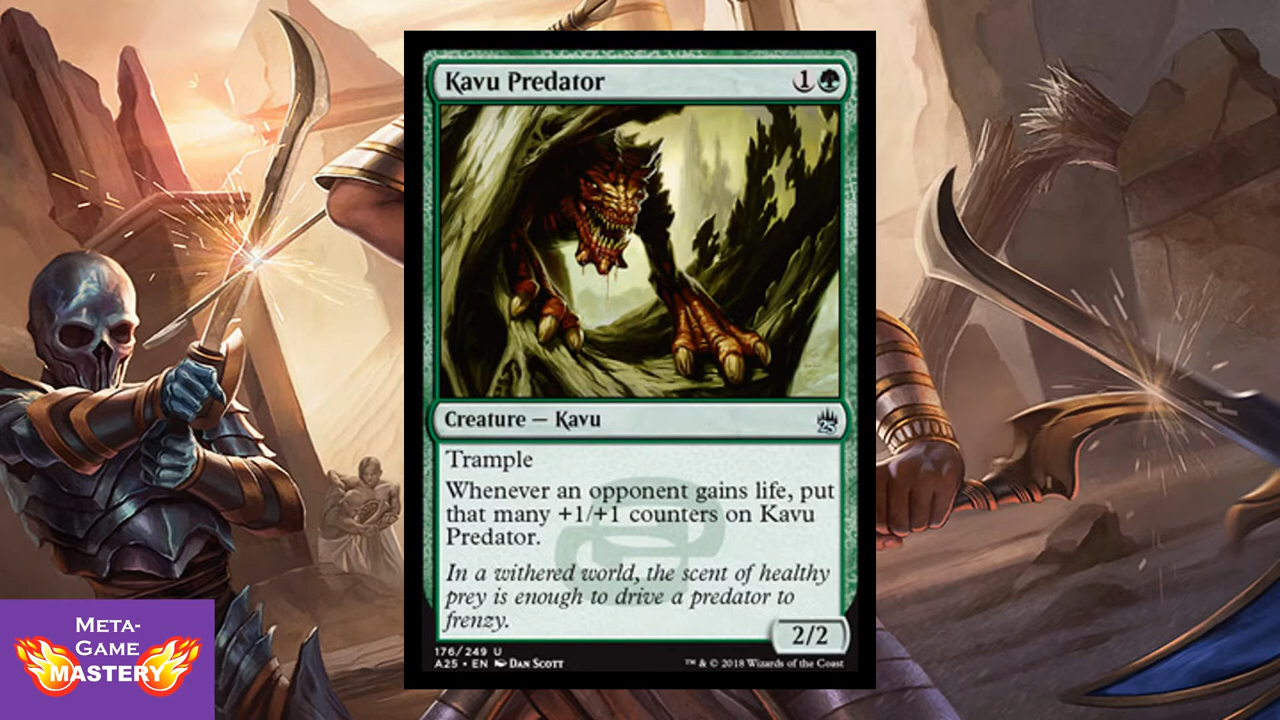 Kavu Predator 1
Creature — Kavu
25
Trample
Whenever an opponent gains life, put
that many +1/+1 counters on Kavu
Predator.
In a withered world, the scent of healthy
prey is enough to drive a predator to
frenzy.
2/2
176/249 U
A25 • EN Dan Scott
™ & © 2018 Wizards of the Coast
Meta-
Game
MASTERY